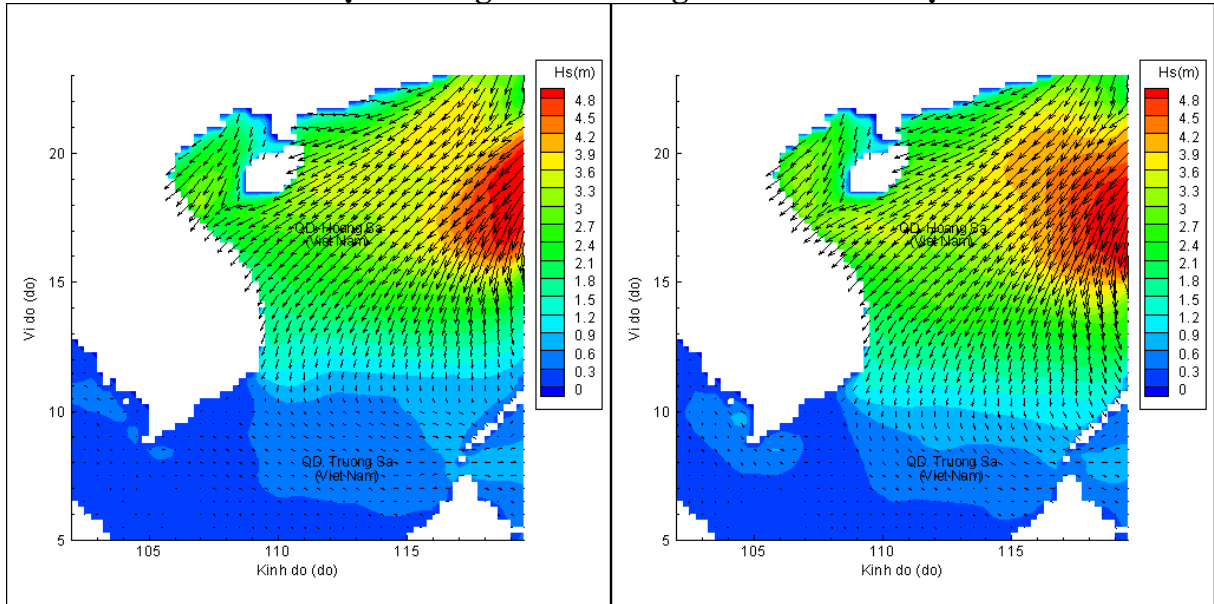 Hs(m)
4.8
4.5
4.2
3.9
3.6
3.3
3
2.7
2.4
2.1
1.8
1.5
1.2
0.9
0.6
0.3
0
20
15
10
5
Vi do (do)
QD. Hoang Sa
(Viet Nam)
QD. Truong Sa
(Viet Nam)
105 110 115
Kinh do (do)
Hs(m)
4.8
4.5
4.2
3.9
3.6
3.3
3
2.7
2.4
2.1
1.8
1.5
1.2
0.9
0.6
0.3
0
20
15
10
5
Vi do (do)
QD. Hoang Sa
(Viet Nam)
QD. Truong Sa
(Viet Nam)
105 110 115
Kinh do (do)